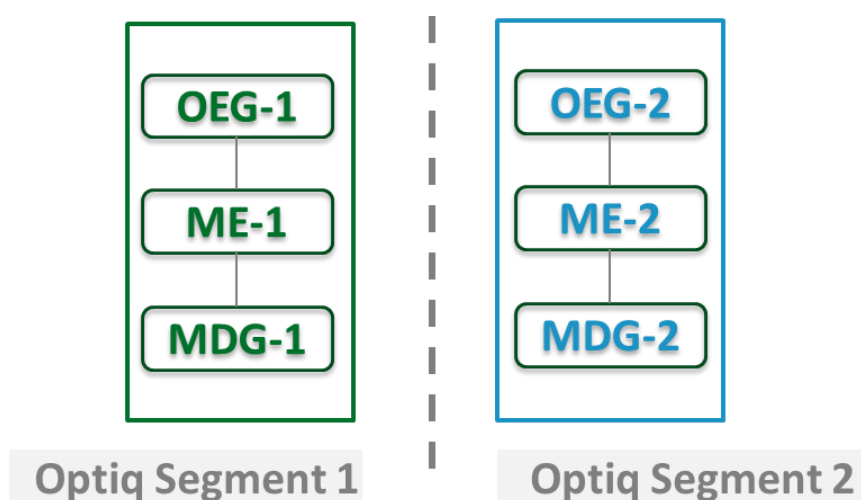 OEG-1
ME-1
MDG-1
Optiq Segment 1
OEG-2
ME-2
MDG-2
Optiq Segment 2